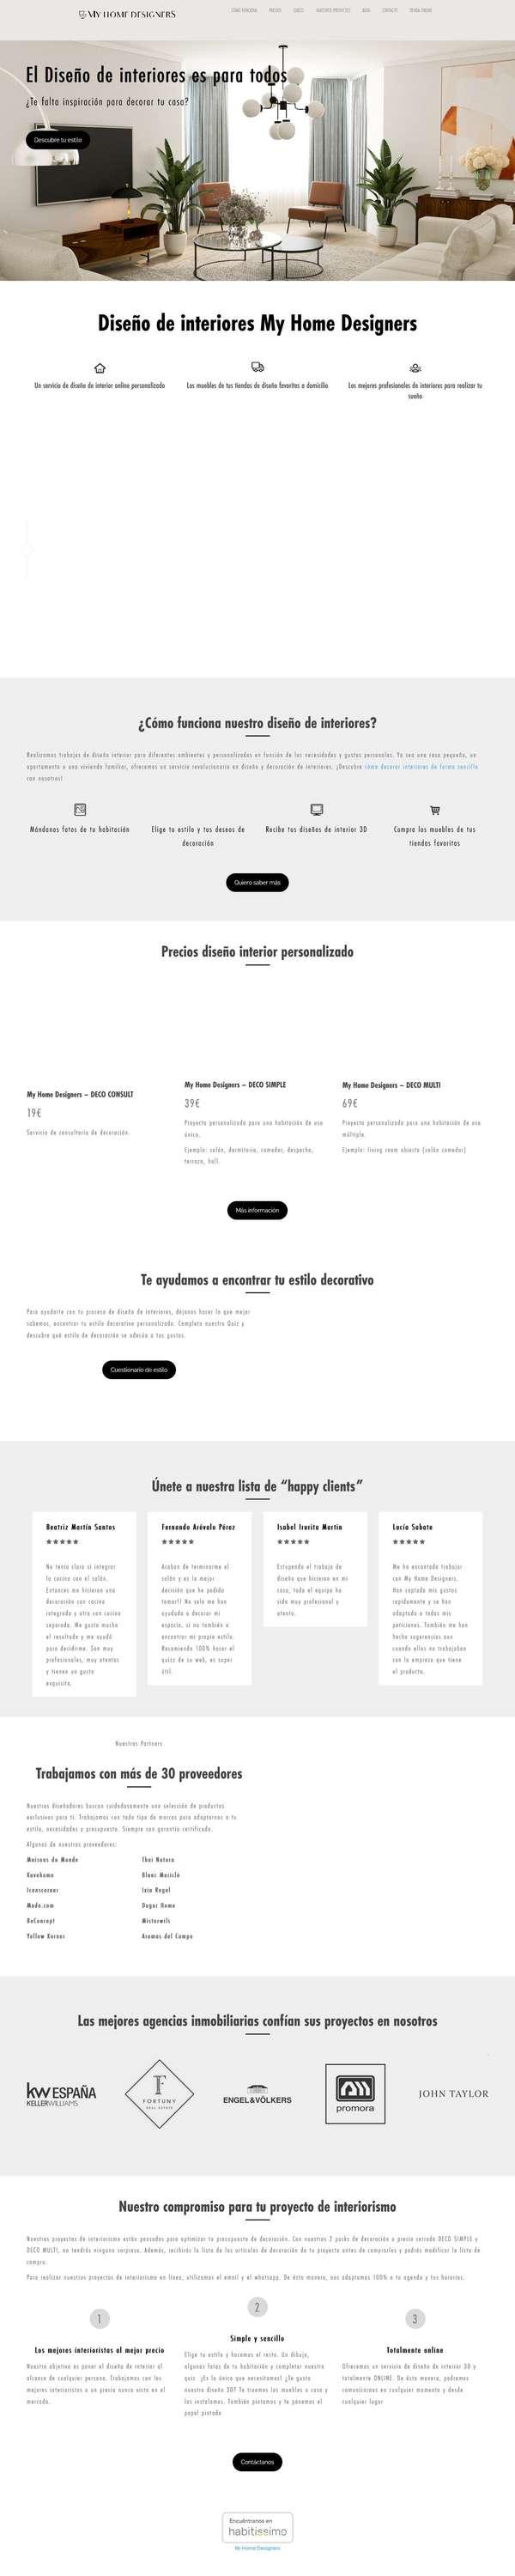 MY HOME DESIGNERS
CÓMO FUNCIONA PRECIOS SOBRE NUESTROS PROYECTOS BLOG CONTACTO TIENDA ONLINE
El Diseño de interiores es para todos
¿Te falta inspiración para decorar tu casa?
Descubre tu estilo
Diseño de interiores My Home Designers
Un servicio de diseño de interior online personalizado
Los muebles de tus tiendas de diseño favoritas a domicilio
Los mejores profesionales de interiores para realizar tu
sueño
¿Cómo funciona nuestro diseño de interiores?
Realizamos trabajos de diseño interior para diferentes ambientes y personalizados en función de las necesidades y gustos personales. Ya sea una casa pequeña, un
apartamento o una vivienda familiar, ofrecemos un servicio revolucionario en diseño y decoración de interiores. ¡Descubre cómo decorar interiores de forma sencilla
con nosotros!
Mándanos fotos de tu habitación
Elige tu estilo y tus deseos de
decoración
Recibe tus diseños de interior 3D
Compra los muebles de tus
tiendas favoritas
Quiero saber más
Precios diseño interior personalizado
My Home Designers – DECO CONSULT
19€
Servicio de consultoría de decoración.
My Home Designers – DECO SIMPLE
39€
Proyecto personalizado para una habitación de uso
único.
Ejemplo: salón, dormitorio, comedor, despacho,
terraza, hall.
My Home Designers – DECO MULTI
69€
Proyecto personalizado para una habitación de uso
múltiple.
Ejemplo: living room abierto (salón comedor)
Más información
Te ayudamos a encontrar tu estilo decorativo
Para ayudarte con tu proceso de diseño de interiores, déjanos hacer lo que mejor
sabemos, encontrar tu estilo decorativo personalizado. Completa nuestro Quiz y
descubre qué estilo de decoración se adecúa a tus gustos.
Cuestionario de estilo
Únete a nuestra lista de “happy clients”
Beatriz Martín Santos
★★★★★
No tenía claro si integrar
la cocina con el salón.
Entonces me hicieron una
decoración con cocina
integrada y otra con cocina
separada. Me gusto mucho
el resultado y me ayudó
para decidirme. Son muy
profesionales, muy atentos
y tienen un gusto
exquisito.
Fernando Arévalo Pérez
★★★★★
Acaban de terminarme el
salón y es la mejor
decisión que he podido
tomar!! No solo me han
ayudado a decorar mi
espacio, si no también a
encontrar mi propio estilo.
Recomiendo 100% hacer el
quizz de su web, es super
útil.
Isabel Irurita Martin
★★★★★
Estupendo el trabajo de
diseño que hicieron en mi
casa, todo el equipo ha
sido muy profesional y
atento.
Lucía Sabate
★★★★★
Me ha encantado trabajar
con My Home Designers.
Han captado mis gustos
rapidamente y se han
adaptado a todas mis
peticiones. También me han
hecho sugerencias aun
cuando ellos no trabajaban
con la empresa que tiene
el producto.
Nuestros Partners
Trabajamos con más de 30 proveedores
Nuestros diseñadores buscan cuidadosamente una selección de productos
exclusivos para ti. Trabajamos con todo tipo de marcas para adaptarnos a tu
estilo, necesidades y presupuesto. Siempre con garantía certificado.
Algunos de nuestros proveedores:
Maisons du Monde
Kavehome
Iconscorner
Made.com
BoConcept
Yellow Korner
Thai Natura
Blanc Mariclò
Ixia Regal
Dugar Home
Misterwils
Aromas del Campo
Las mejores agencias inmobiliarias confían sus proyectos en nosotros
kw ESPAÑA
KELLERWILLIAMS
F
FORTUNY
REAL ESTATE
ENGEL&VÖLKERS
promora
JOHN TAYLOR
Nuestro compromiso para tu proyecto de interiorismo
Nuestros proyectos de interiorismo están pensados para optimizar tu presupuesto de decoración. Con nuestros 2 packs de decoración a precio cerrado DECO SIMPLE y
DECO MULTI, no tendrás ninguna sorpresa. Además, recibirás la lista de los artículos de decoración de tu proyecto antes de comprarlos y podrás modificar la lista de
compra.
Para realizar nuestros proyectos de interiorismo en línea, utilizamos el email y el whatsapp. De ésta manera, nos adaptamos 100% a tu agenda y tus horarios.
1
Los mejores interioristas al mejor precio
Nuestro objetivo es poner el diseño de interior al
alcance de cualquier persona. Trabajamos con los
mejores interioristas a un precio nunca visto en el
mercado.
2
Simple y sencillo
Elige tu estilo y hacemos el resto. Un dibujo,
algunas fotos de tu habitación y completar nuestro
quiz ¡Es lo único que necesitamos! ¿Te gusta
nuestro diseño 3D? Te traemos los muebles a casa y
los instalamos. También pintamos y te ponemos el
papel pintado
3
Totalmente online
Ofrecemos un servicio de diseño de interior 3D y
totalmente ONLINE. De ésta manera, podremos
comunicarnos en cualquier momento y desde
cualquier lugar
Contáctanos
Encuéntranos en
habitissimo
My Home Designers